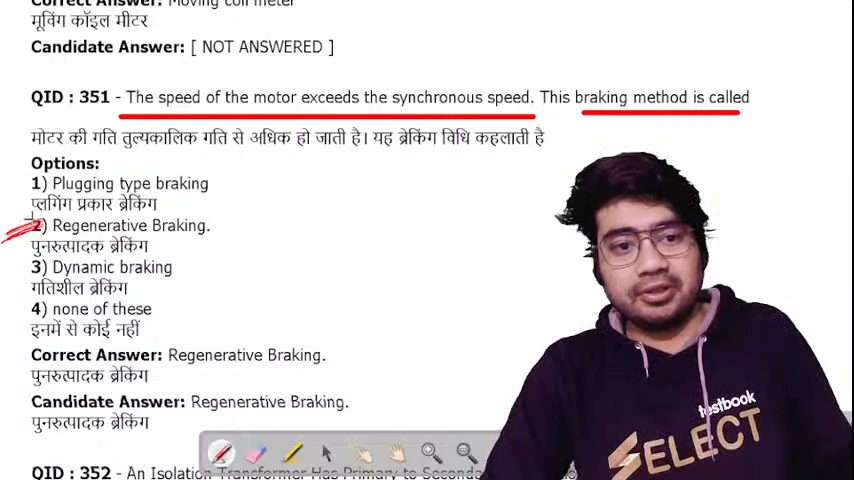 Correct Answer: Moving coil meter
मूविंग कॉइल मीटर
Candidate Answer: [ NOT ANSWERED ]
QID : 351 - The speed of the motor exceeds the synchronous speed. This braking method is called
मोटर की गति तुल्यकालिक गति से अधिक हो जाती है। यह ब्रेकिंग विधि कहलाती है
Options:
1) Plugging type braking
प्लगिंग प्रकार ब्रेकिंग
2) Regenerative Braking.
पुनरुत्पादक ब्रेकिंग
3) Dynamic braking
गतिशील ब्रेकिंग
4) none of these
इनमें से कोई नहीं
Correct Answer: Regenerative Braking.
पुनरुत्पादक ब्रेकिंग
Candidate Answer: Regenerative Braking.
पुनरुत्पादक ब्रेकिंग
QID : 352 - An Isolation Transformer Has Primary to
testbook
SELECT